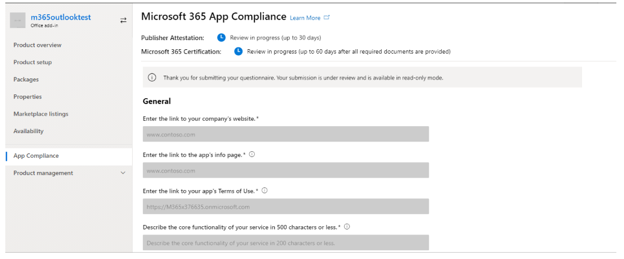 m365outlooktest
Office add-in
Product overview
Product setup
Packages
Properties
Marketplace listings
Availability
App Compliance
Product management
Microsoft 365 App Compliance Learn More
Publisher Attestation: Review in progress (up to 30 days)
Microsoft 365 Certification: Review in progress (up to 60 days after all required documents are provided)
Thank you for submitting your questionnaire. Your submission is under review and is available in read-only mode.
General
Enter the link to your company's website.*
www.contoso.com
Enter the link to the app's info page.*
www.contoso.com
Enter the link to your app's Terms of Use.*
Describe the core functionality of your service in 500 characters or less.*
Describe the core functionality of your service in 200 characters or less.